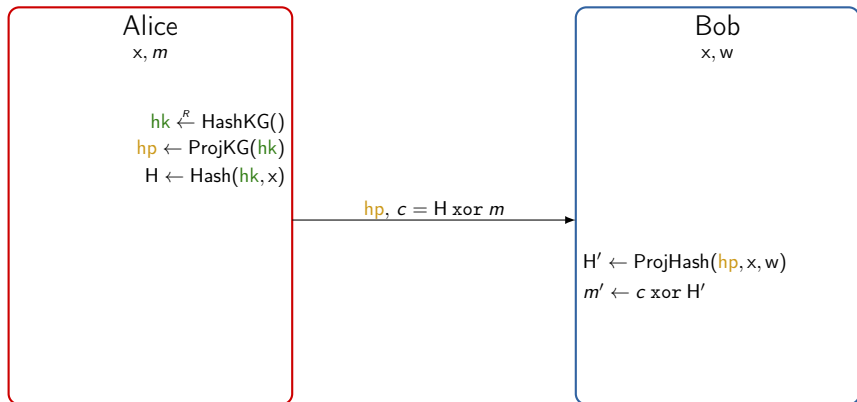 Alice
x, m
hk ←R HashKG()
hp ← ProjKG(hk)
H ← Hash(hk, x)
hp, c = H xor m
Bob
x, w
H′ ← ProjHash(hp, x, w)
m′ ← c xor H′